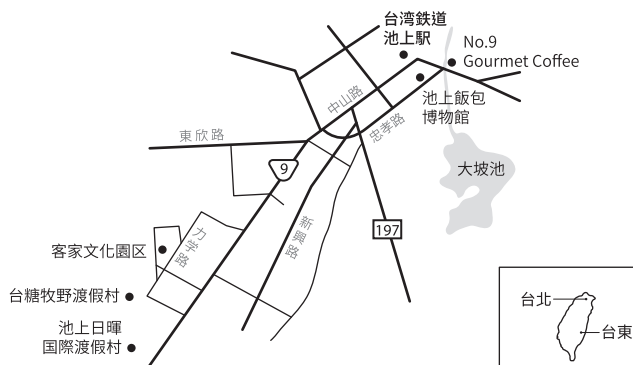 台湾鉄道
池上駅
No.9
Gourmet Coffee
中山路
池上飯包
博物館
忠孝路
東欣路
9
大坡池
197
新興路
力学路
客家文化園区
台糖牧野渡假村
池上日暉
国際渡假村
台北
台東